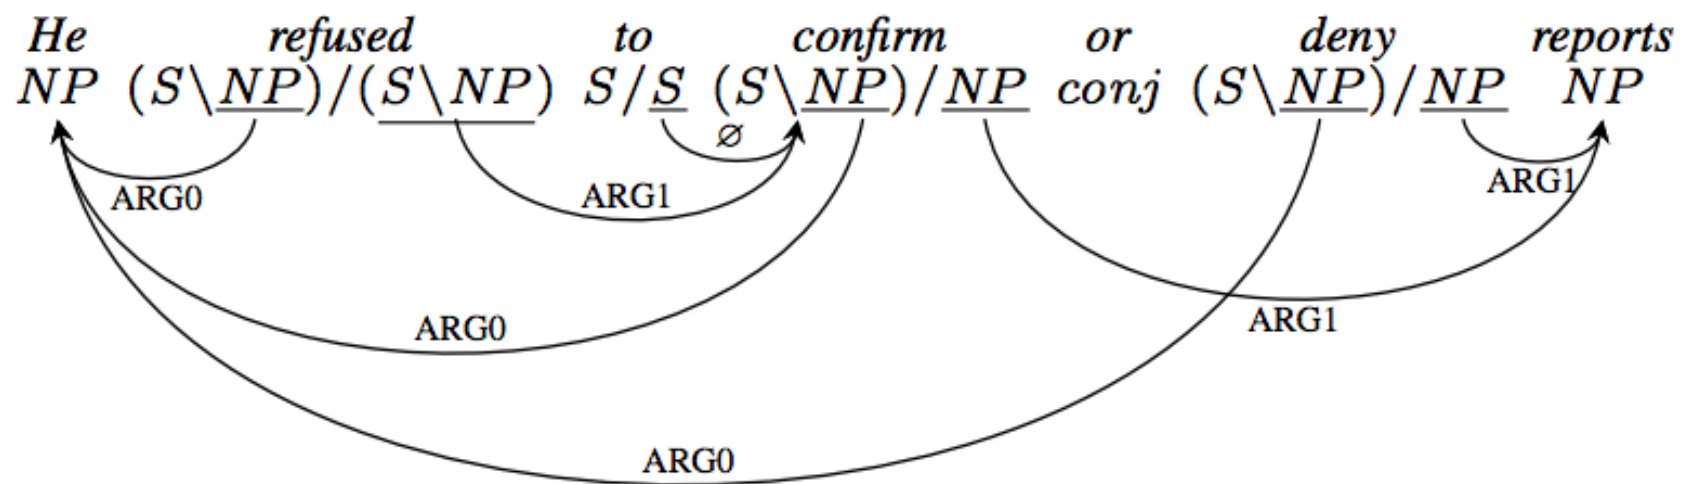 He refused to confirm or deny reports
NP (S\NP)/(S\NP) S/S (S\NP)/NP conj (S\NP)/NP NP
∅
ARG0 ARG1 ARG1
ARG0 ARG1
ARG0